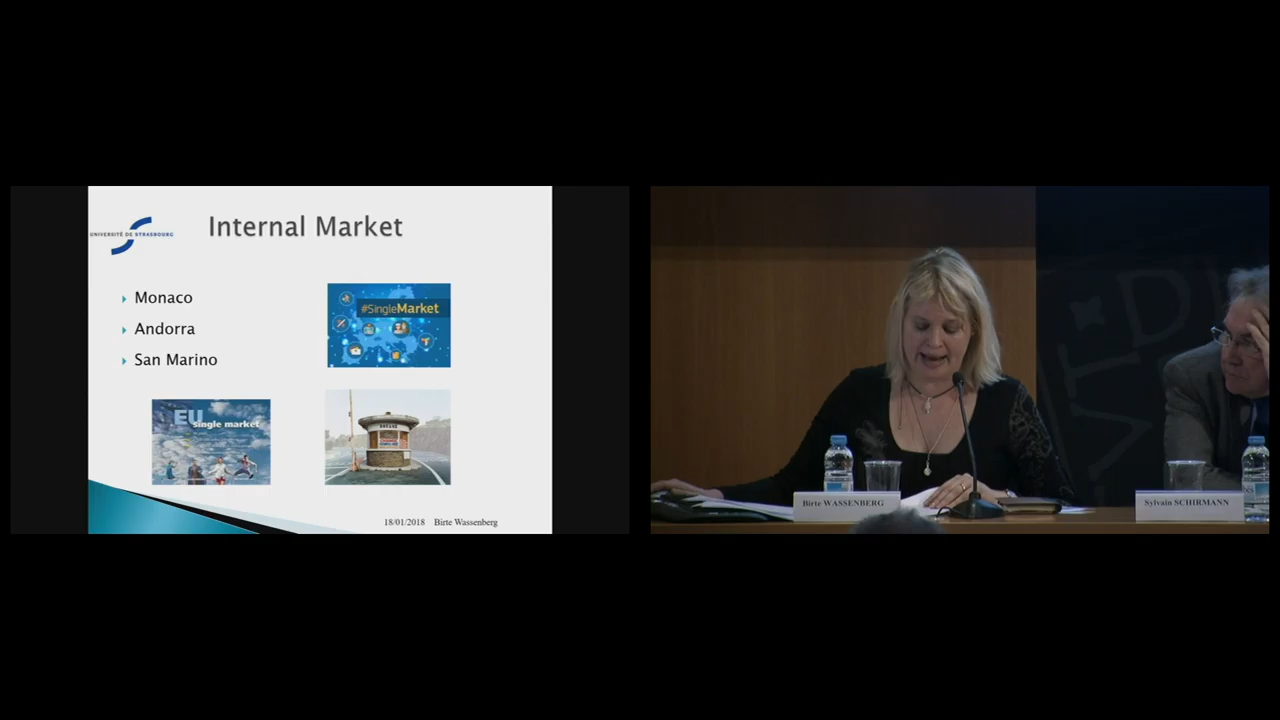 UNIVERSITÉ DE STRASBOURG
Internal Market
Monaco
Andorra
San Marino
#SingleMarket
EU
single market
18/01/2018 Birte Wassenberg
Birte WASSENBERG
Sylvain SCHIRMANN